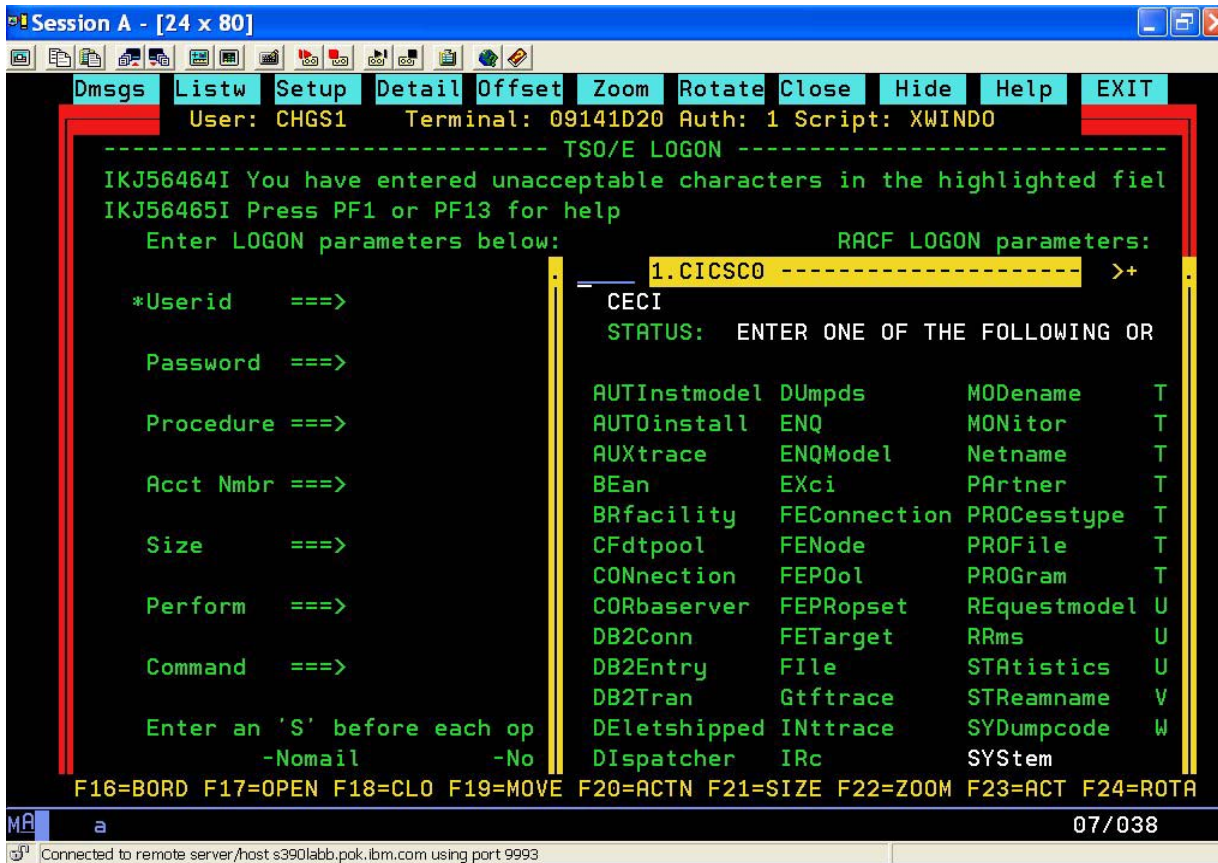 Session A - [24 x 80]
Dmsgs Listw Setup Detail Offset Zoom Rotate Close Hide Help EXIT
User: CHGS1 Terminal: 09141D20 Auth: 1 Script: XWINDO
------------------------------- TSO/E LOGON ------------------------------
IKJ56464I You have entered unacceptable characters in the highlighted fiel
IKJ56465I Press PF1 or PF13 for help
Enter LOGON parameters below: RACF LOGON parameters:
. ____ 1.CICSC0 --------------------- >+ .
*Userid ===> CECI
STATUS: ENTER ONE OF THE FOLLOWING OR
Password ===>
AUTInstmodel DUmpds MODename T
Procedure ===> AUTOinstall ENQ MONitor T
AUXtrace ENQModel Netname T
Acct Nmbr ===> BEan EXci PArtner T
BRfacility FEConnection PROCesstype T
Size ===> CFdtpool FENode PROFile T
CONnection FEPOol PROGram T
Perform ===> CORbaserver FEPRopset REquestmodel U
DB2Conn FETarget RRms U
Command ===> DB2Entry FIle STAtistics U
DB2Tran Gtftrace STReamname V
Enter an 'S' before each op DEletshipped INttrace SYDumpcode W
-Nomail -No DIspatcher IRc SYStem
F16=BORD F17=OPEN F18=CLO F19=MOVE F20=ACTN F21=SIZE F22=ZOOM F23=ACT F24=ROTA
MA a 07/038
Connected to remote server/host s390labb.pok.ibm.com using port 9993